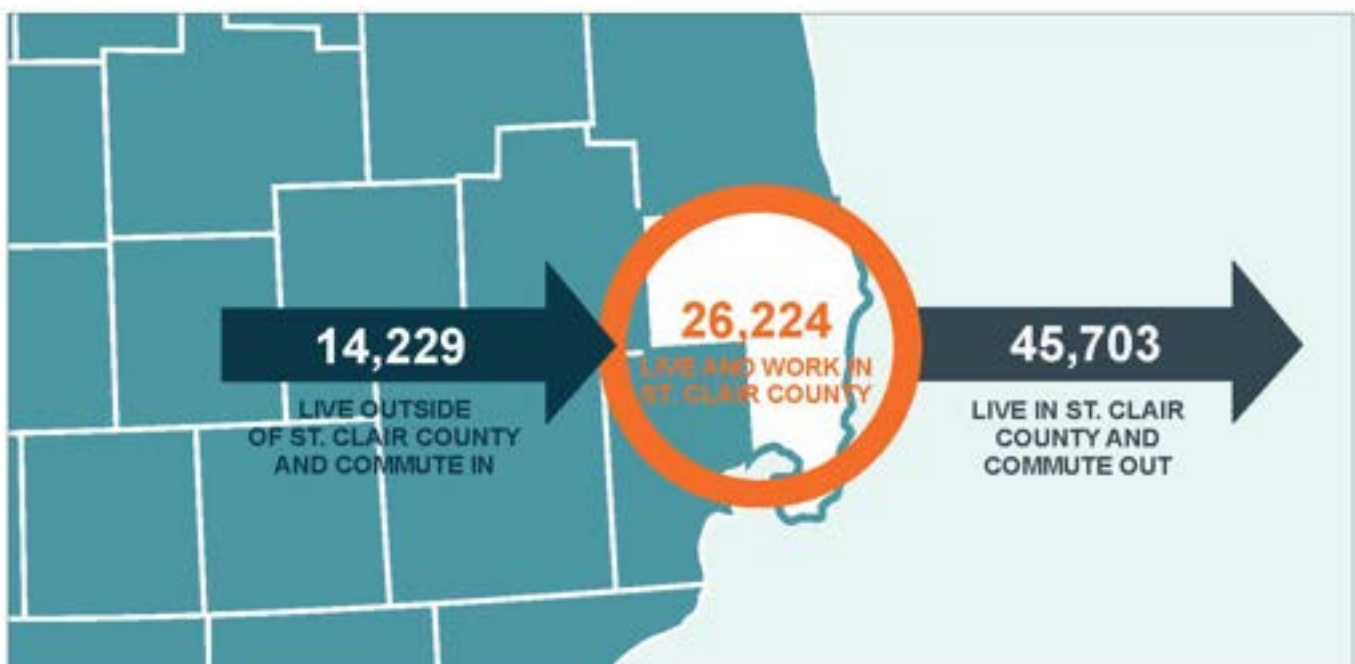 14,229
LIVE OUTSIDE
OF ST. CLAIR COUNTY
AND COMMUTE IN
26,224
LIVE AND WORK IN
ST. CLAIR COUNTY
45,703
LIVE IN ST. CLAIR
COUNTY AND
COMMUTE OUT